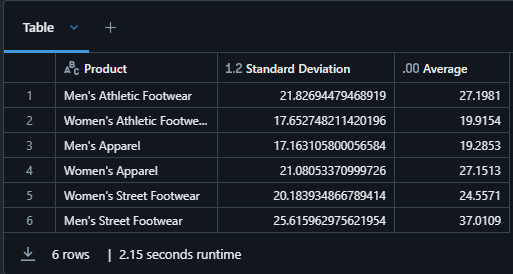 Table
Product 1.2 Standard Deviation .00 Average
1 Men's Athletic Footwear 21.82694479468919 27.1981
2 Women's Athletic Footwe... 17.652748211420196 19.9154
3 Men's Apparel 17.163105800056584 19.2853
4 Women's Apparel 21.08053370999726 27.1513
5 Women's Street Footwear 20.183934866789414 24.5571
6 Men's Street Footwear 25.615962975621954 37.0109
6 rows | 2.15 seconds runtime